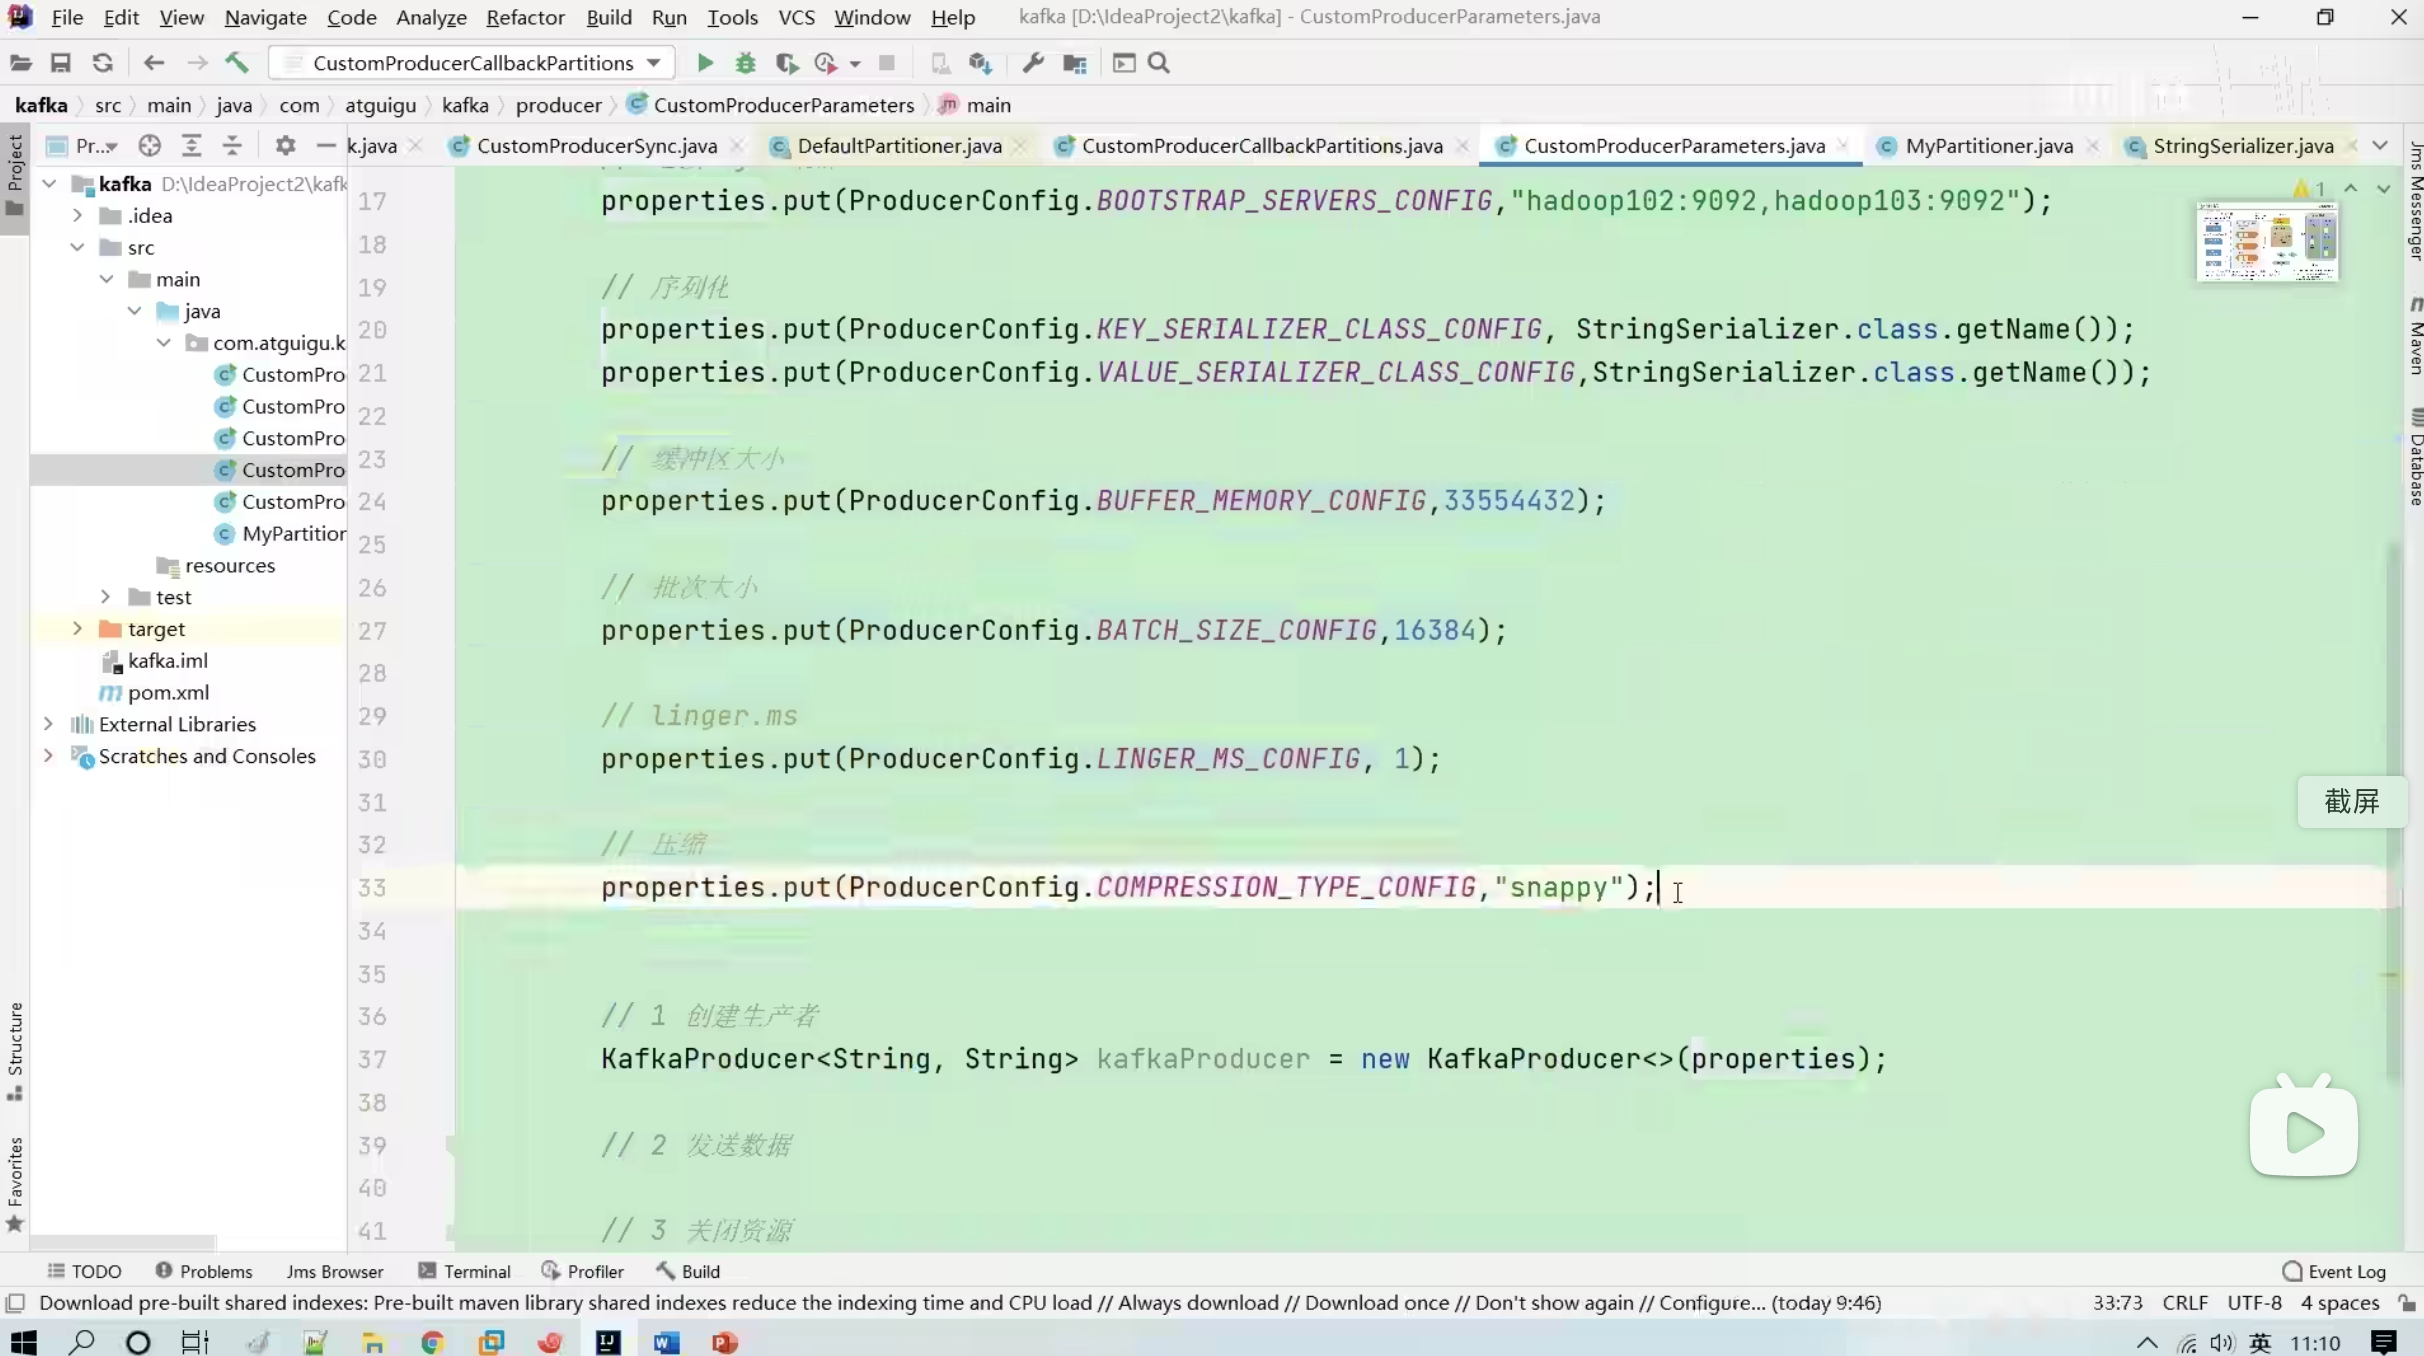 File Edit View Navigate Code Analyze Refactor Build Run Tools VCS Window Help kafka [D:\IdeaProject2\kafka] - CustomProducerParameters.java
CustomProducerCallbackPartitions
kafka src main java com atguigu kafka producer CustomProducerParameters main
Pr... k.java CustomProducerSync.java DefaultPartitioner.java CustomProducerCallbackPartitions.java CustomProducerParameters.java MyPartitioner.java StringSerializer.java
Project
kafka D:\IdeaProject2\kafk
.idea
src
main
java
com.atguigu.k
CustomPro
CustomPro
CustomPro
CustomPro
CustomPro
MyPartitior
resources
test
target
kafka.iml
pom.xml
External Libraries
Scratches and Consoles
Structure
Favorites
17 properties.put(ProducerConfig.BOOTSTRAP_SERVERS_CONFIG,"hadoop102:9092,hadoop103:9092");
18
19 // 序列化
20 properties.put(ProducerConfig.KEY_SERIALIZER_CLASS_CONFIG, StringSerializer.class.getName());
21 properties.put(ProducerConfig.VALUE_SERIALIZER_CLASS_CONFIG,StringSerializer.class.getName());
22
23 // 缓冲区大小
24 properties.put(ProducerConfig.BUFFER_MEMORY_CONFIG,33554432);
25
26 // 批次大小
27 properties.put(ProducerConfig.BATCH_SIZE_CONFIG,16384);
28
29 // linger.ms
30 properties.put(ProducerConfig.LINGER_MS_CONFIG, 1);
31
32 // 压缩
33 properties.put(ProducerConfig.COMPRESSION_TYPE_CONFIG,"snappy");
34
35
36 // 1 创建生产者
37 KafkaProducer<String, String> kafkaProducer = new KafkaProducer<>(properties);
38
39 // 2 发送数据
40
41 // 3 关闭资源
1
Jms Messenger
Maven
Database
截屏
TODO Problems Jms Browser Terminal Profiler Build Event Log
Download pre-built shared indexes: Pre-built maven library shared indexes reduce the indexing time and CPU load // Always download // Download once // Don't show again // Configure... (today 9:46) 33:73 CRLF UTF-8 4 spaces
英 11:10